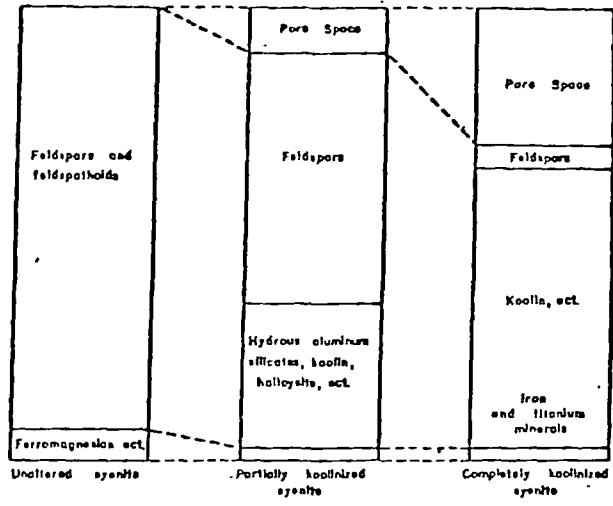 Pore Space
Feldspars and
feldspathoids
Ferromagnesian ect.
Unaltered syenite
Feldspars
Hydrous aluminum
silicates, kaolin,
halloysite, ect.
Partially kaolinized
syenite
Pore Space
Feldspars
Kaolin, ect.
Iron
and titanium
minerals
Completely kaolinized
syenite